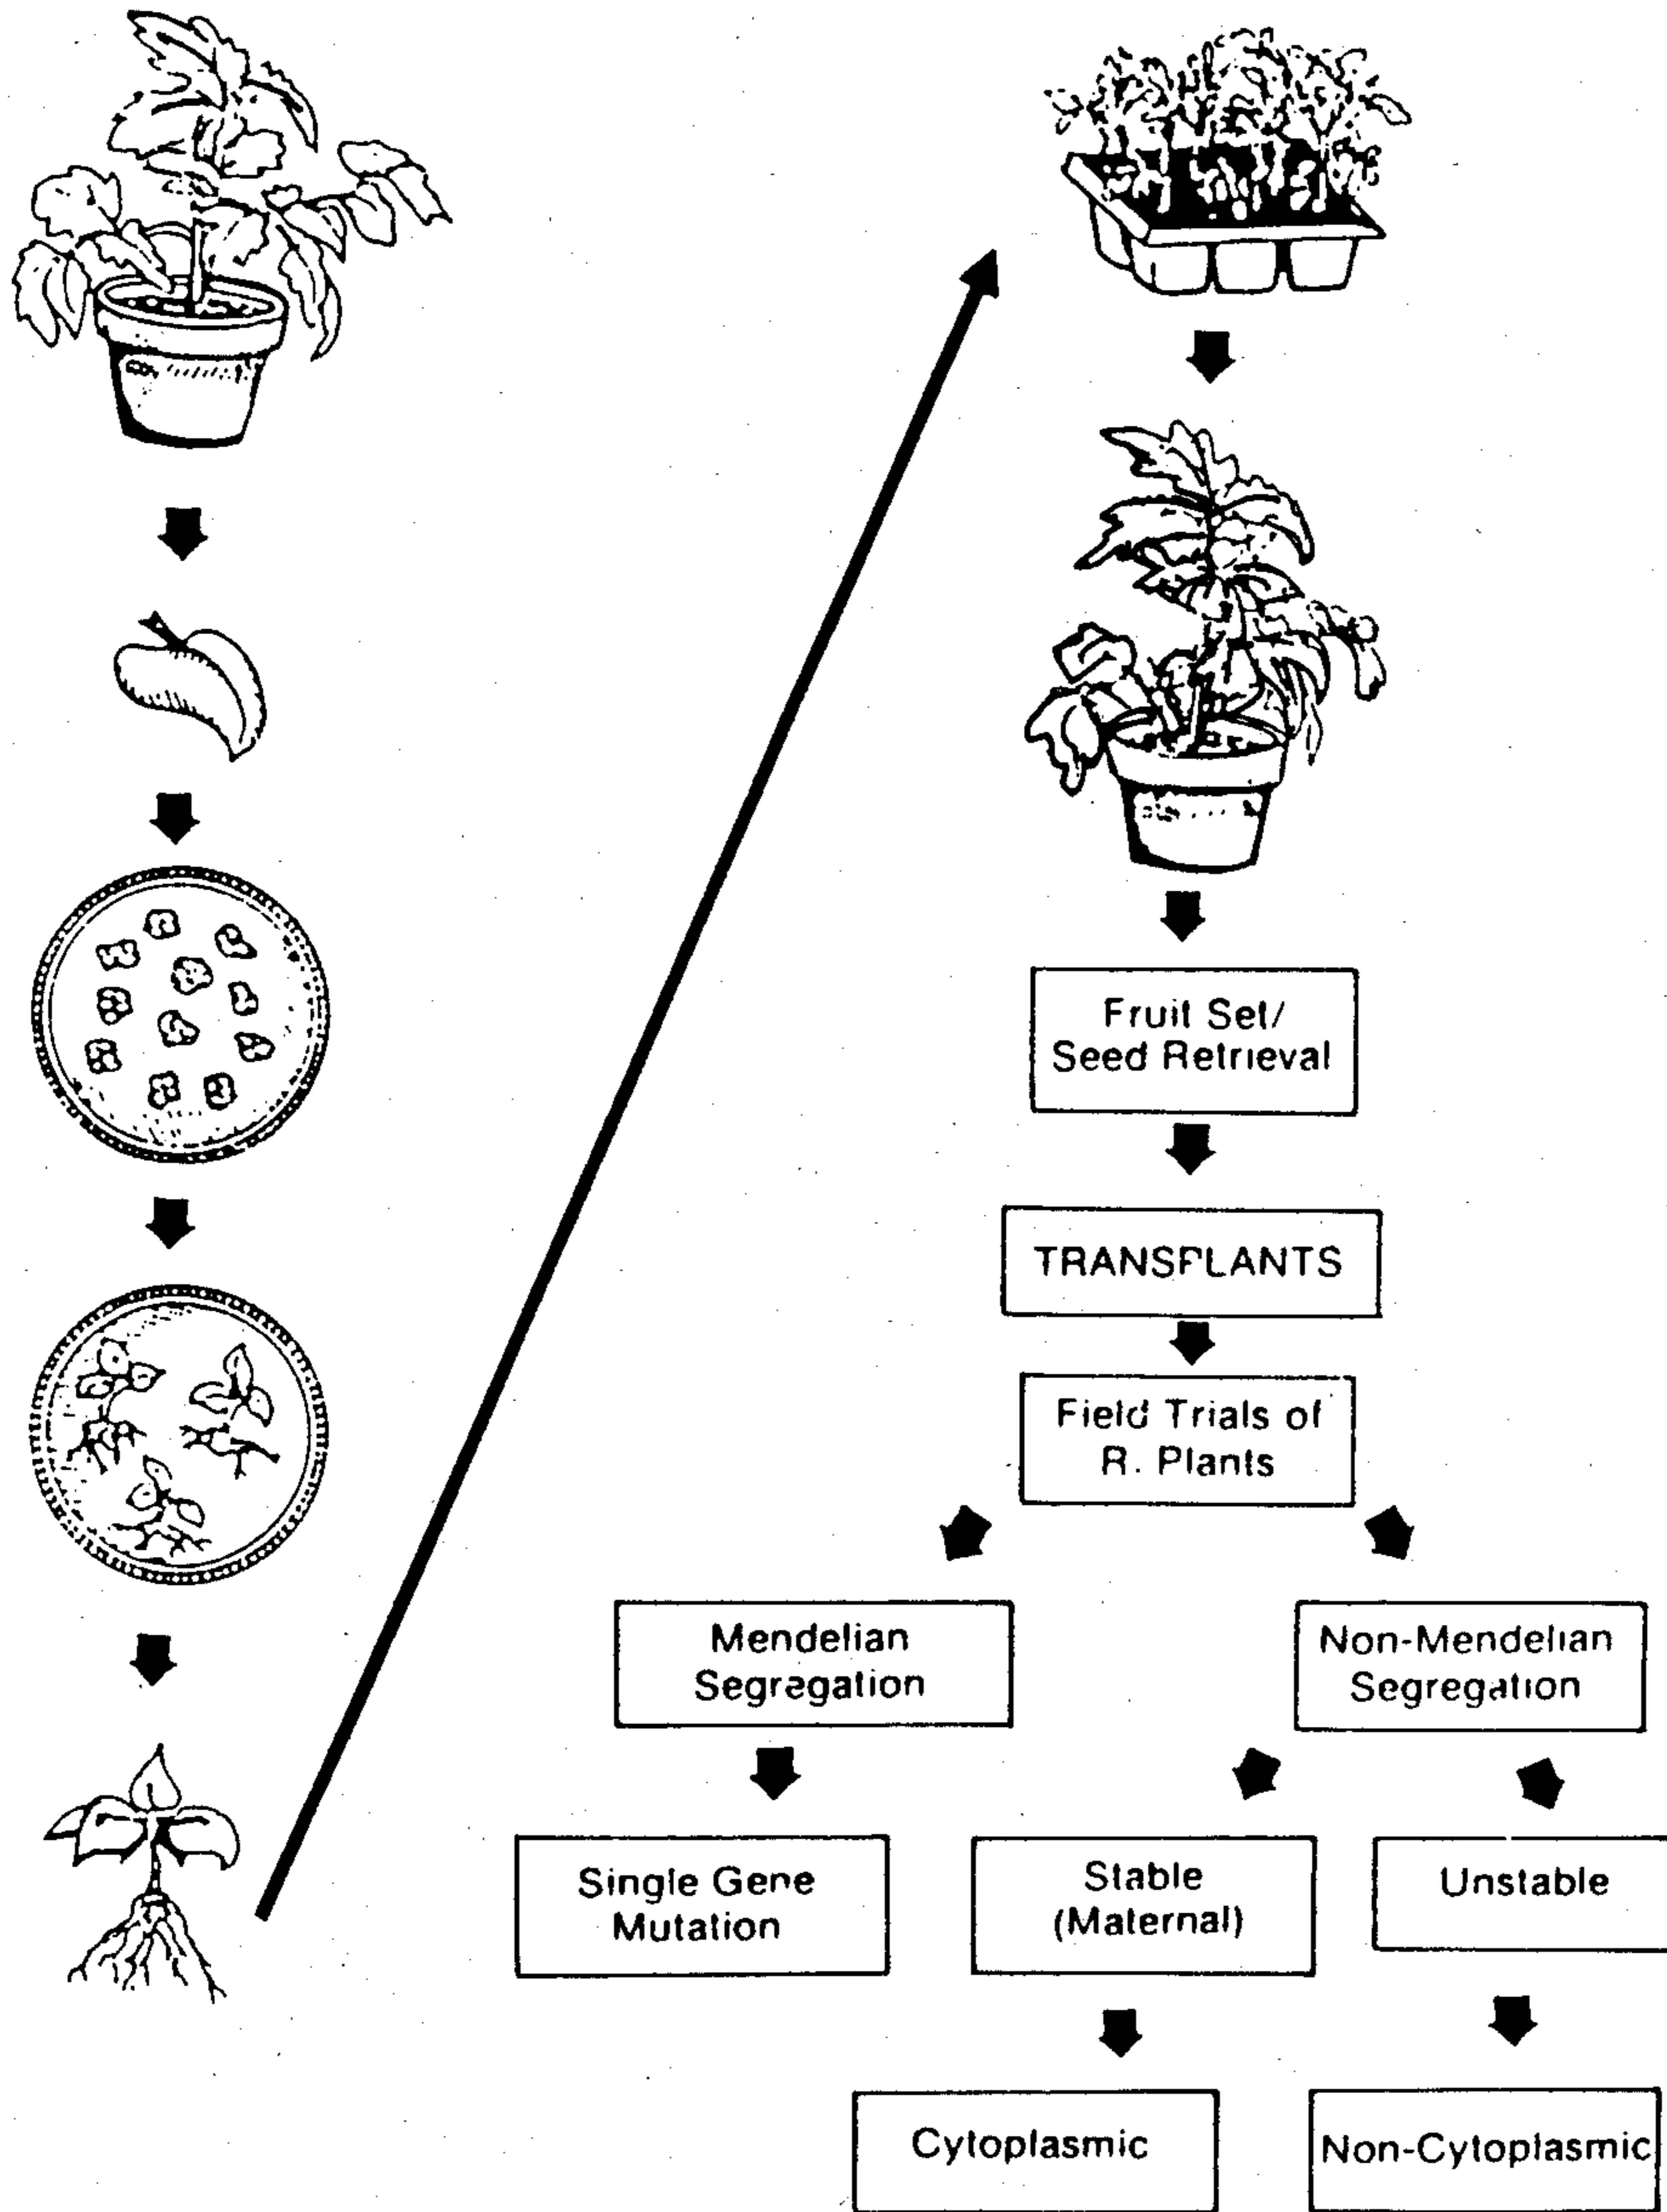 Fruit Set/
Seed Retrieval
TRANSPLANTS
Field Trials of
R. Plants
Mendelian
Segregation
Non-Mendelian
Segregation
Single Gene
Mutation
Stable
(Maternal)
Unstable
Cytoplasmic
Non-Cytoplasmic